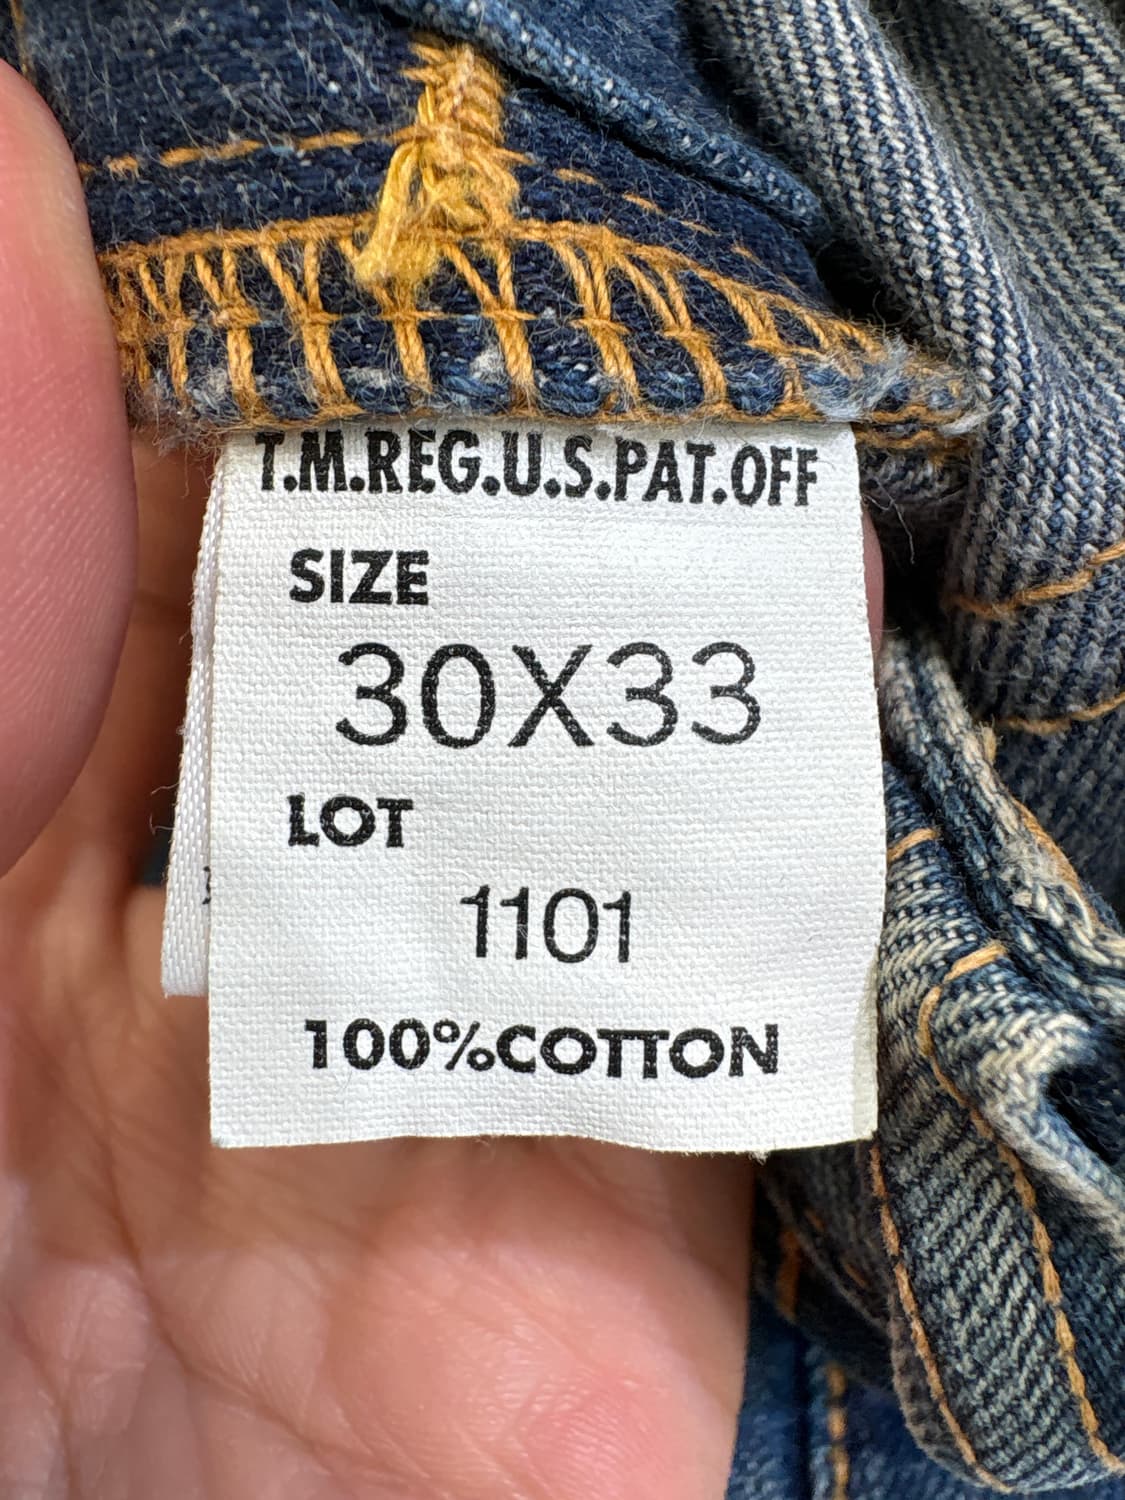 T.M.REG.U.S.PAT.OFF
SIZE
30X33
LOT
1101
100%COTTON